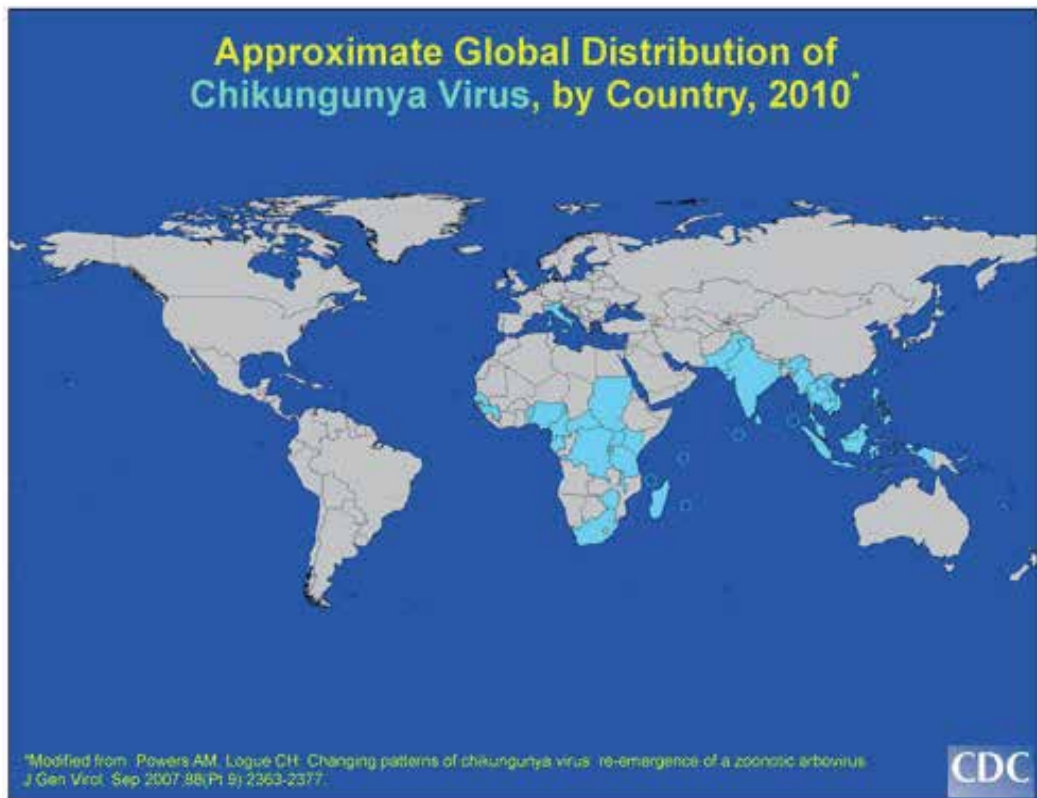 Approximate Global Distribution of
Chikungunya Virus, by Country, 2010*
*Modified from: Powers AM, Logue CH. Changing patterns of chikungunya virus: re-emergence of a zoonotic arbovirus.
J Gen Virol. Sep 2007;88(Pt 9):2363-2377.
CDC